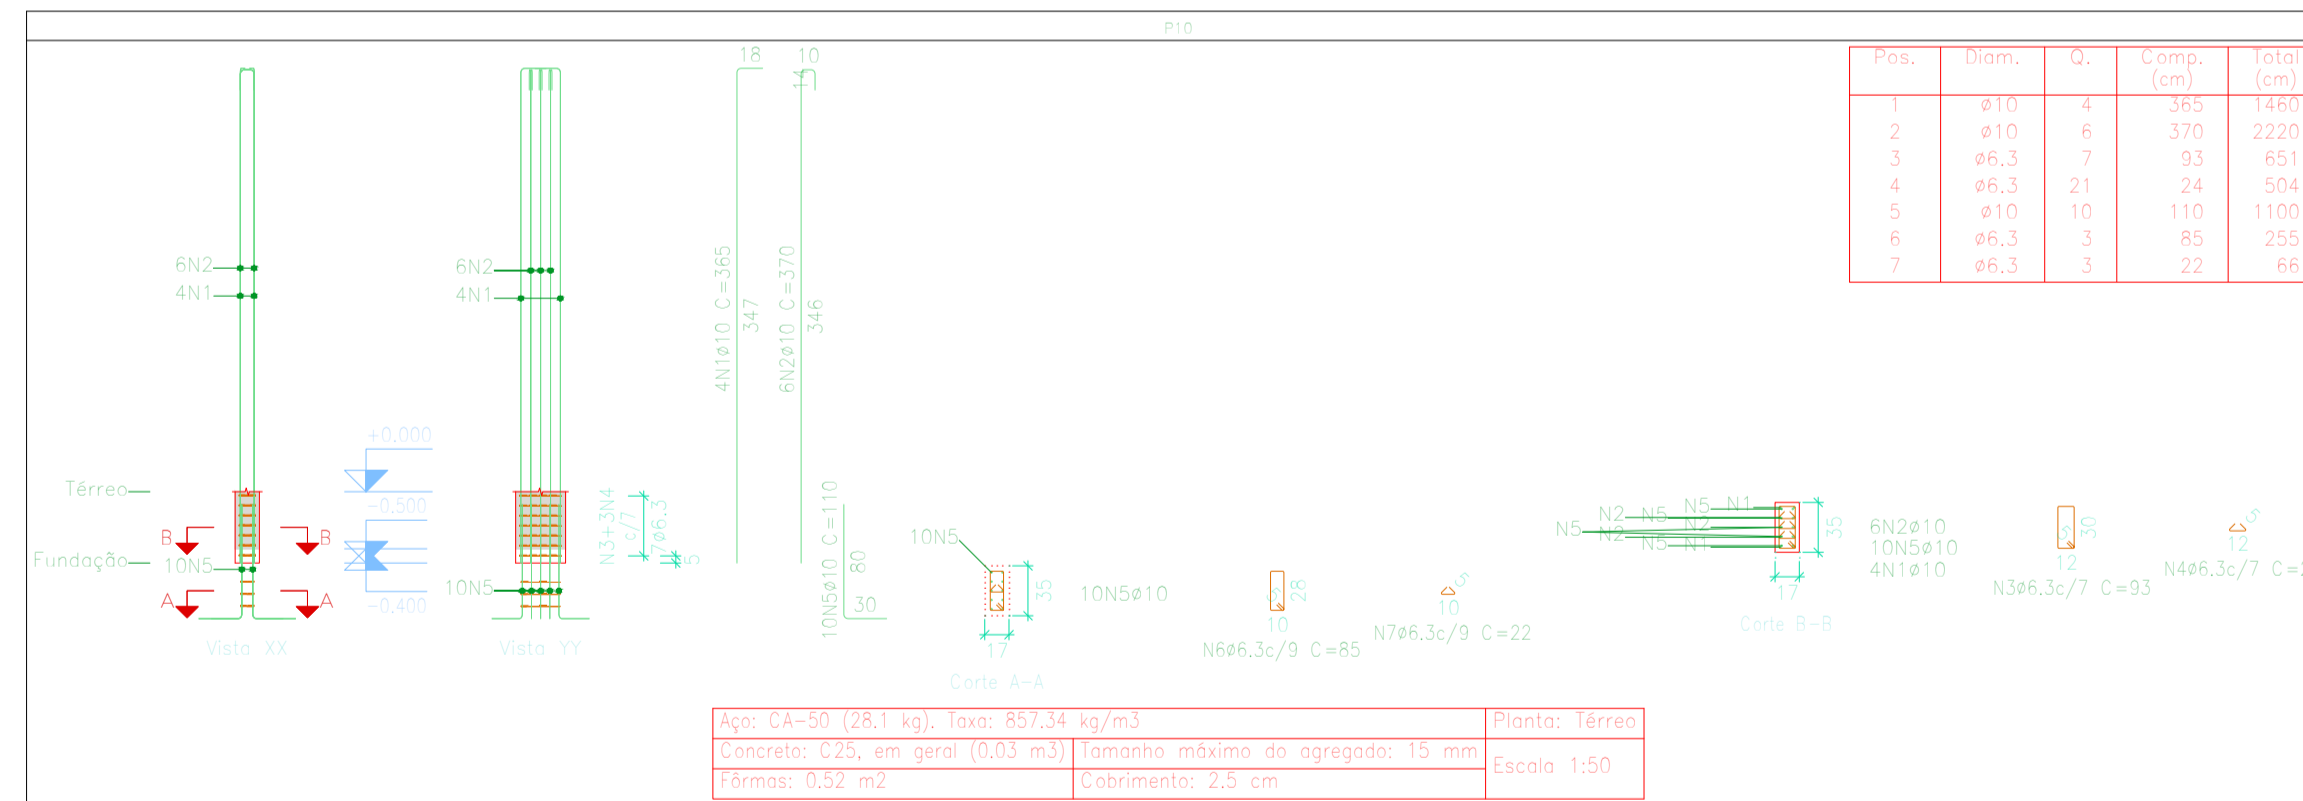 P10
Pos. Diam. Q. Comp. (cm) Total (cm)
1 ø10 4 365 1460
2 ø10 6 370 2220
3 ø6.3 7 93 651
4 ø6.3 21 24 504
5 ø10 10 110 1100
6 ø6.3 3 85 255
7 ø6.3 3 22 66
6N2
4N1
Térreo
B B
Fundação
10N5
A A
Vista XX
+0.000
-0.500
-0.400
6N2
4N1
10N5
Vista YY
N3+3N4
c/7
7ø6.3
5
18
4N1ø10 C=365
347
10
14
6N2ø10 C=370
346
10N5ø10 C=110
80
30
10N5
35
17
10N5ø10
Corte A-A
5
28
10
N6ø6.3c/9 C=85
5
10
N7ø6.3c/9 C=22
N5 N1
N2 N5
N5 N2
N2 N5 N1
35
17
6N2ø10
10N5ø10
4N1ø10
Corte B-B
5
30
12
N3ø6.3c/7 C=93
5
12
N4ø6.3c/7 C=
Aço: CA-50 (28.1 kg). Taxa: 857.34 kg/m3
Planta: Térreo
Concreto: C25, em geral (0.03 m3)
Tamanho máximo do agregado: 15 mm
Escala 1:50
Fôrmas: 0.52 m2
Cobrimento: 2.5 cm